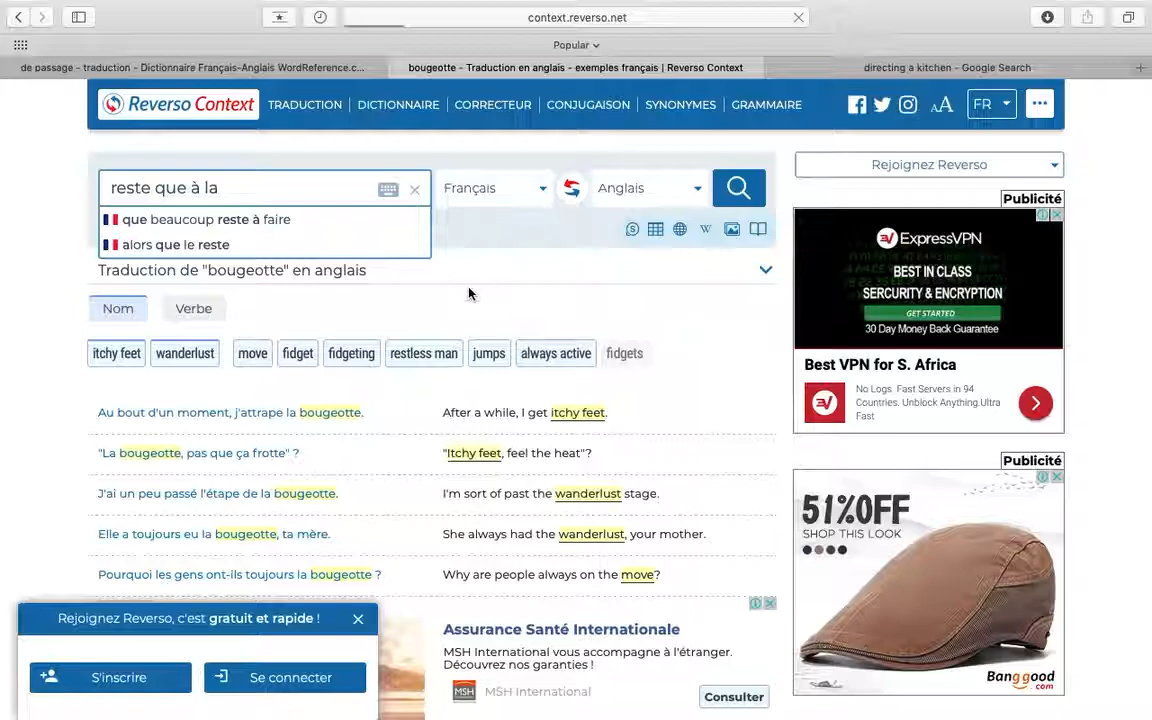 context.reverso.net
Popular
de passage - traduction - Dictionnaire Français-Anglais WordReference.c...
bougeotte - Traduction en anglais - exemples français | Reverso Context
directing a kitchen - Google Search
Reverso Context
TRADUCTION
DICTIONNAIRE
CORRECTEUR
CONJUGAISON
SYNONYMES
GRAMMAIRE
AA
FR
reste que à la
Français
Anglais
que beaucoup reste à faire
alors que le reste
Traduction de "bougeotte" en anglais
Nom
Verbe
itchy feet
wanderlust
move
fidget
fidgeting
restless man
jumps
always active
fidgets
Au bout d'un moment, j'attrape la bougeotte.
After a while, I get itchy feet.
"La bougeotte, pas que ça frotte" ?
"Itchy feet, feel the heat"?
J'ai un peu passé l'étape de la bougeotte.
I'm sort of past the wanderlust stage.
Elle a toujours eu la bougeotte, ta mère.
She always had the wanderlust, your mother.
Pourquoi les gens ont-ils toujours la bougeotte ?
Why are people always on the move?
Rejoignez Reverso, c'est gratuit et rapide !
S'inscrire
Se connecter
Assurance Santé Internationale
MSH International vous accompagne à l'étranger.
Découvrez nos garanties !
MSH
MSH International
Consulter
Rejoignez Reverso
Publicité
ExpressVPN
BEST IN CLASS
SERCURITY & ENCRYPTION
GET STARTED
30 Day Money Back Guarantee
Best VPN for S. Africa
No Logs. Fast Servers in 94
Countries. Unblock Anything.Ultra
Fast
Publicité
51%OFF
SHOP THIS LOOK
Banggood
.com